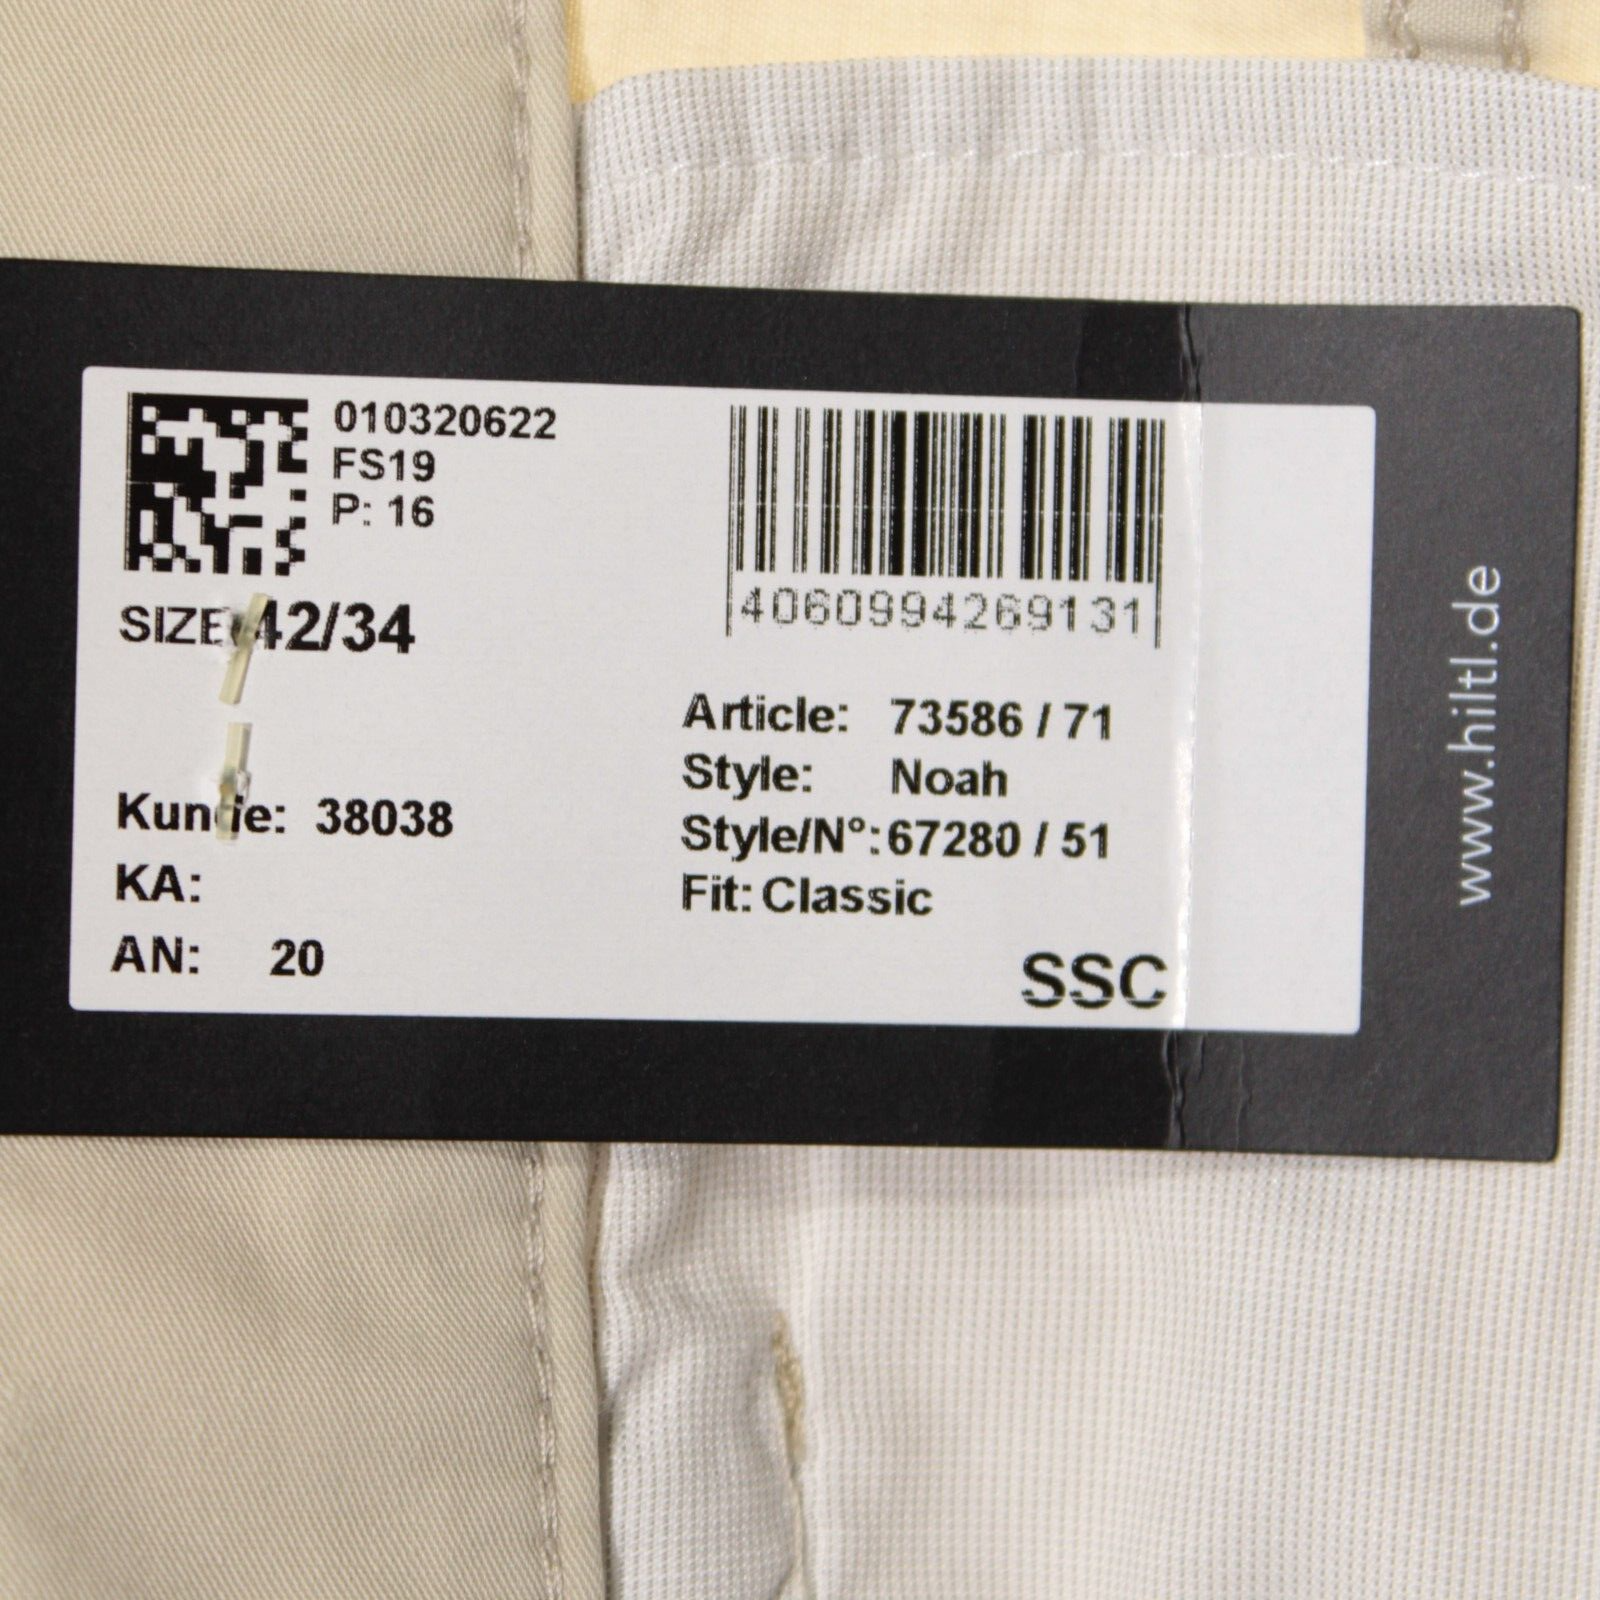 010320622
FS19
P: 16
SIZE 42/34
Kunde: 38038
KA:
AN: 20
4060994269131
Article: 73586 / 71
Style: Noah
Style/N°: 67280 / 51
Fit: Classic
SSC
www.hiltl.de